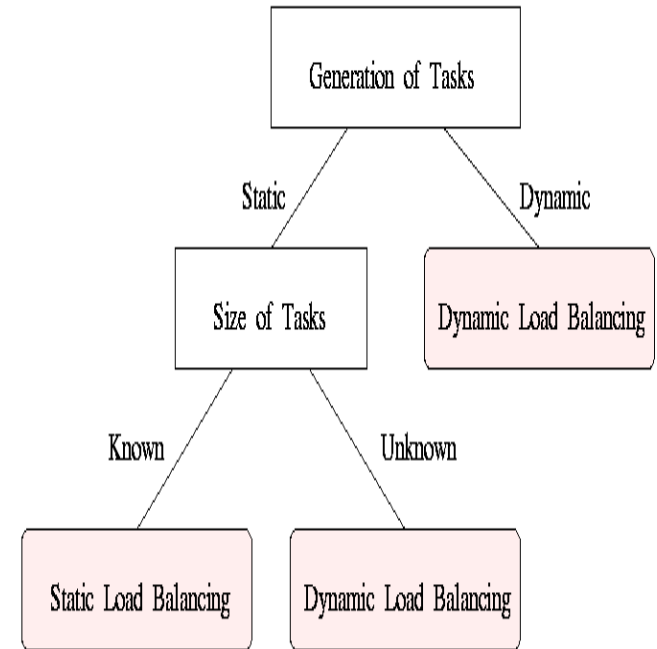 Generation of Tasks
Static
Dynamic
Size of Tasks
Dynamic Load Balancing
Known
Unknown
Static Load Balancing
Dynamic Load Balancing